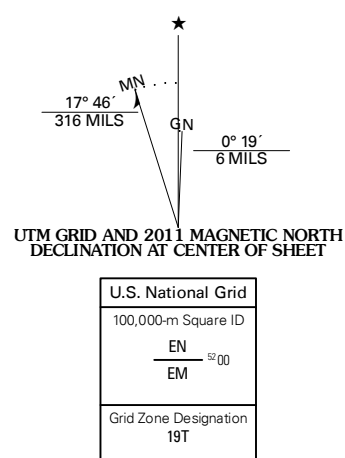 ★
MN
17° 46´
316 MILS
GN
0° 19´
6 MILS
UTM GRID AND 2011 MAGNETIC NORTH
DECLINATION AT CENTER OF SHEET
U.S. National Grid
100,000-m Square ID
EN
5200
EM
Grid Zone Designation
19T